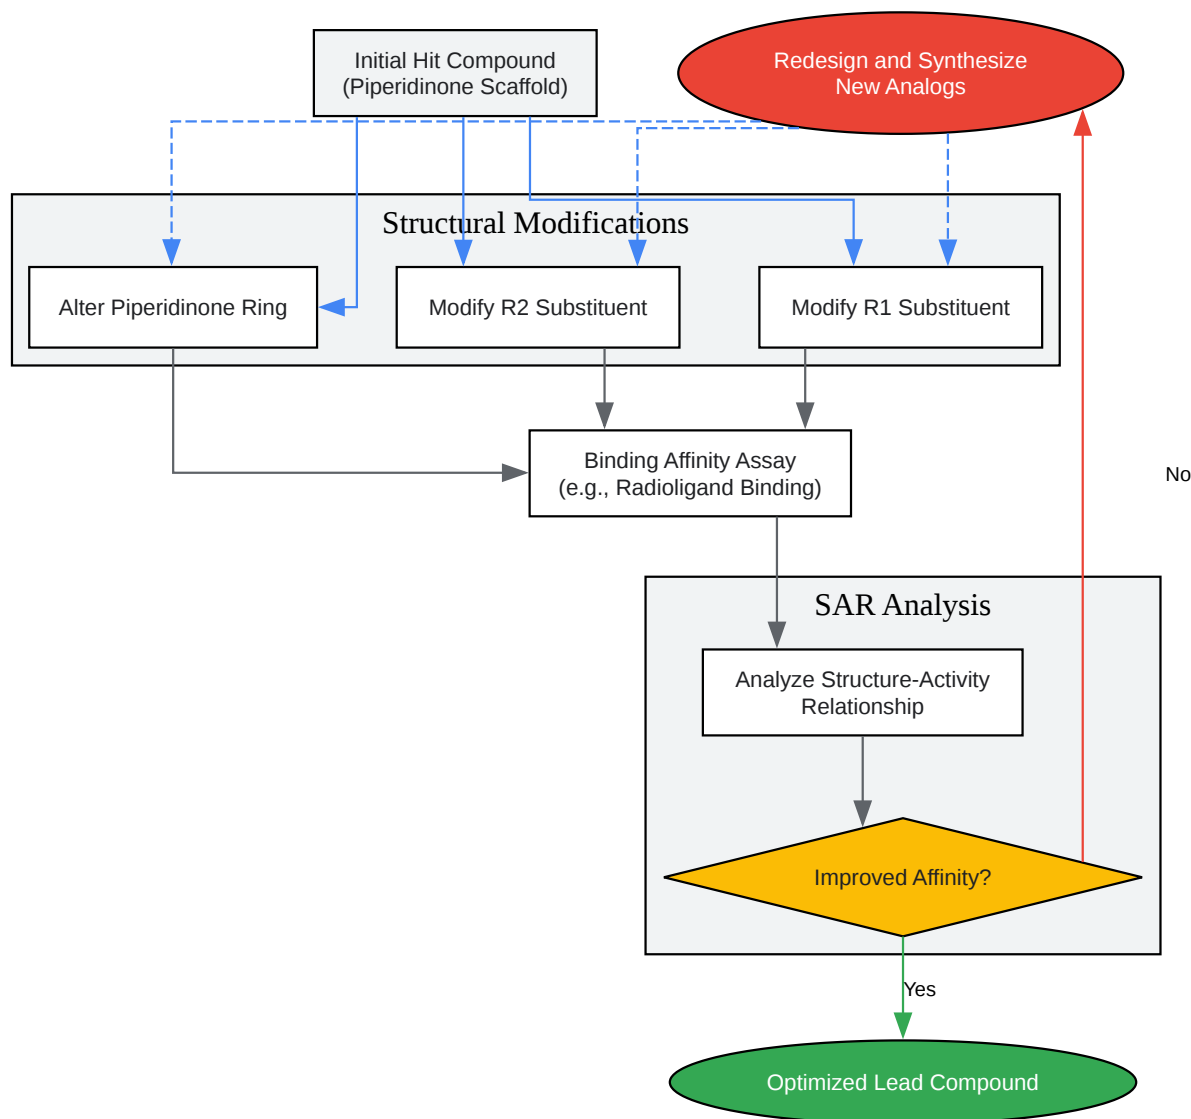 Initial Hit Compound
(Piperidinone Scaffold)
Redesign and Synthesize
New Analogs
Structural Modifications
Alter Piperidinone Ring
Modify R2 Substituent
Modify R1 Substituent
Binding Affinity Assay
(e.g., Radioligand Binding)
No
SAR Analysis
Analyze Structure-Activity
Relationship
Improved Affinity?
Yes
Optimized Lead Compound